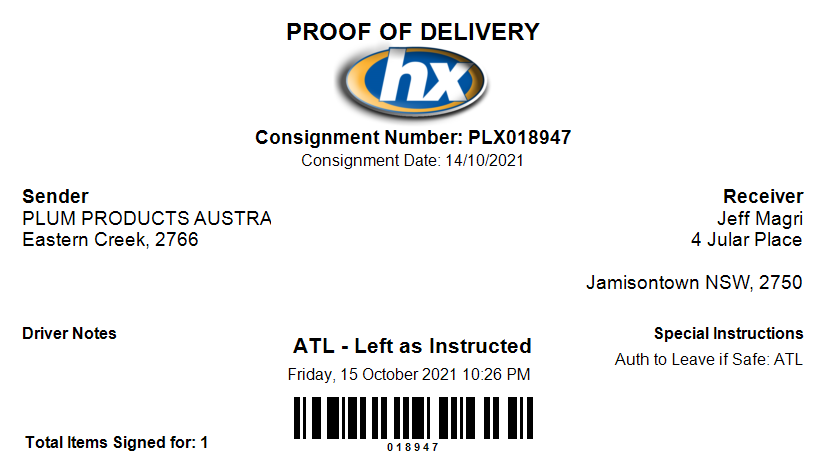 PROOF OF DELIVERY
hx
Consignment Number: PLX018947
Consignment Date: 14/10/2021
Sender
PLUM PRODUCTS AUSTRA
Eastern Creek, 2766
Receiver
Jeff Magri
4 Jular Place
Jamisontown NSW, 2750
Driver Notes
ATL - Left as Instructed
Friday, 15 October 2021 10:26 PM
Special Instructions
Auth to Leave if Safe: ATL
018947
Total Items Signed for: 1